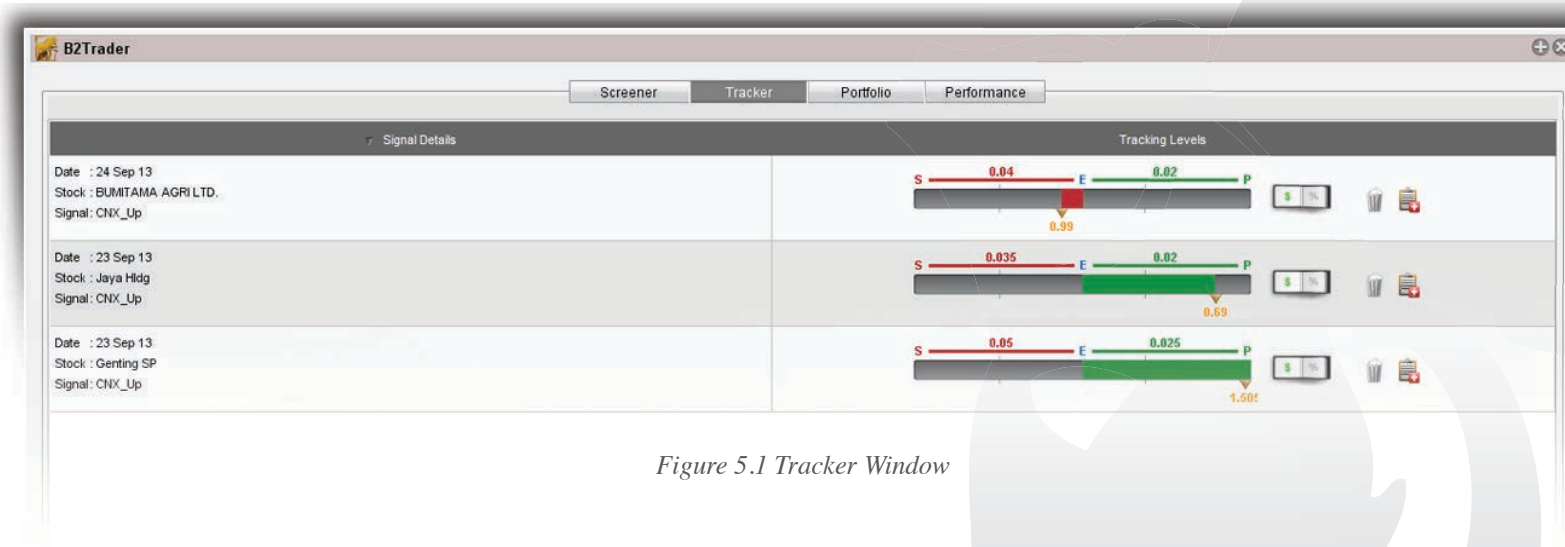 B2Trader
Screener Tracker Portfolio Performance
Signal Details Tracking Levels
Date : 24 Sep 13
Stock : BUMITAMA AGRI LTD.
Signal: CNX_Up
S 0.04 E 0.02 P
$ %
0.99
Date : 23 Sep 13
Stock : Jaya Hldg
Signal: CNX_Up
S 0.035 E 0.02 P
$ %
0.69
Date : 23 Sep 13
Stock : Genting SP
Signal: CNX_Up
S 0.05 E 0.025 P
$ %
1.505
Figure 5.1 Tracker Window